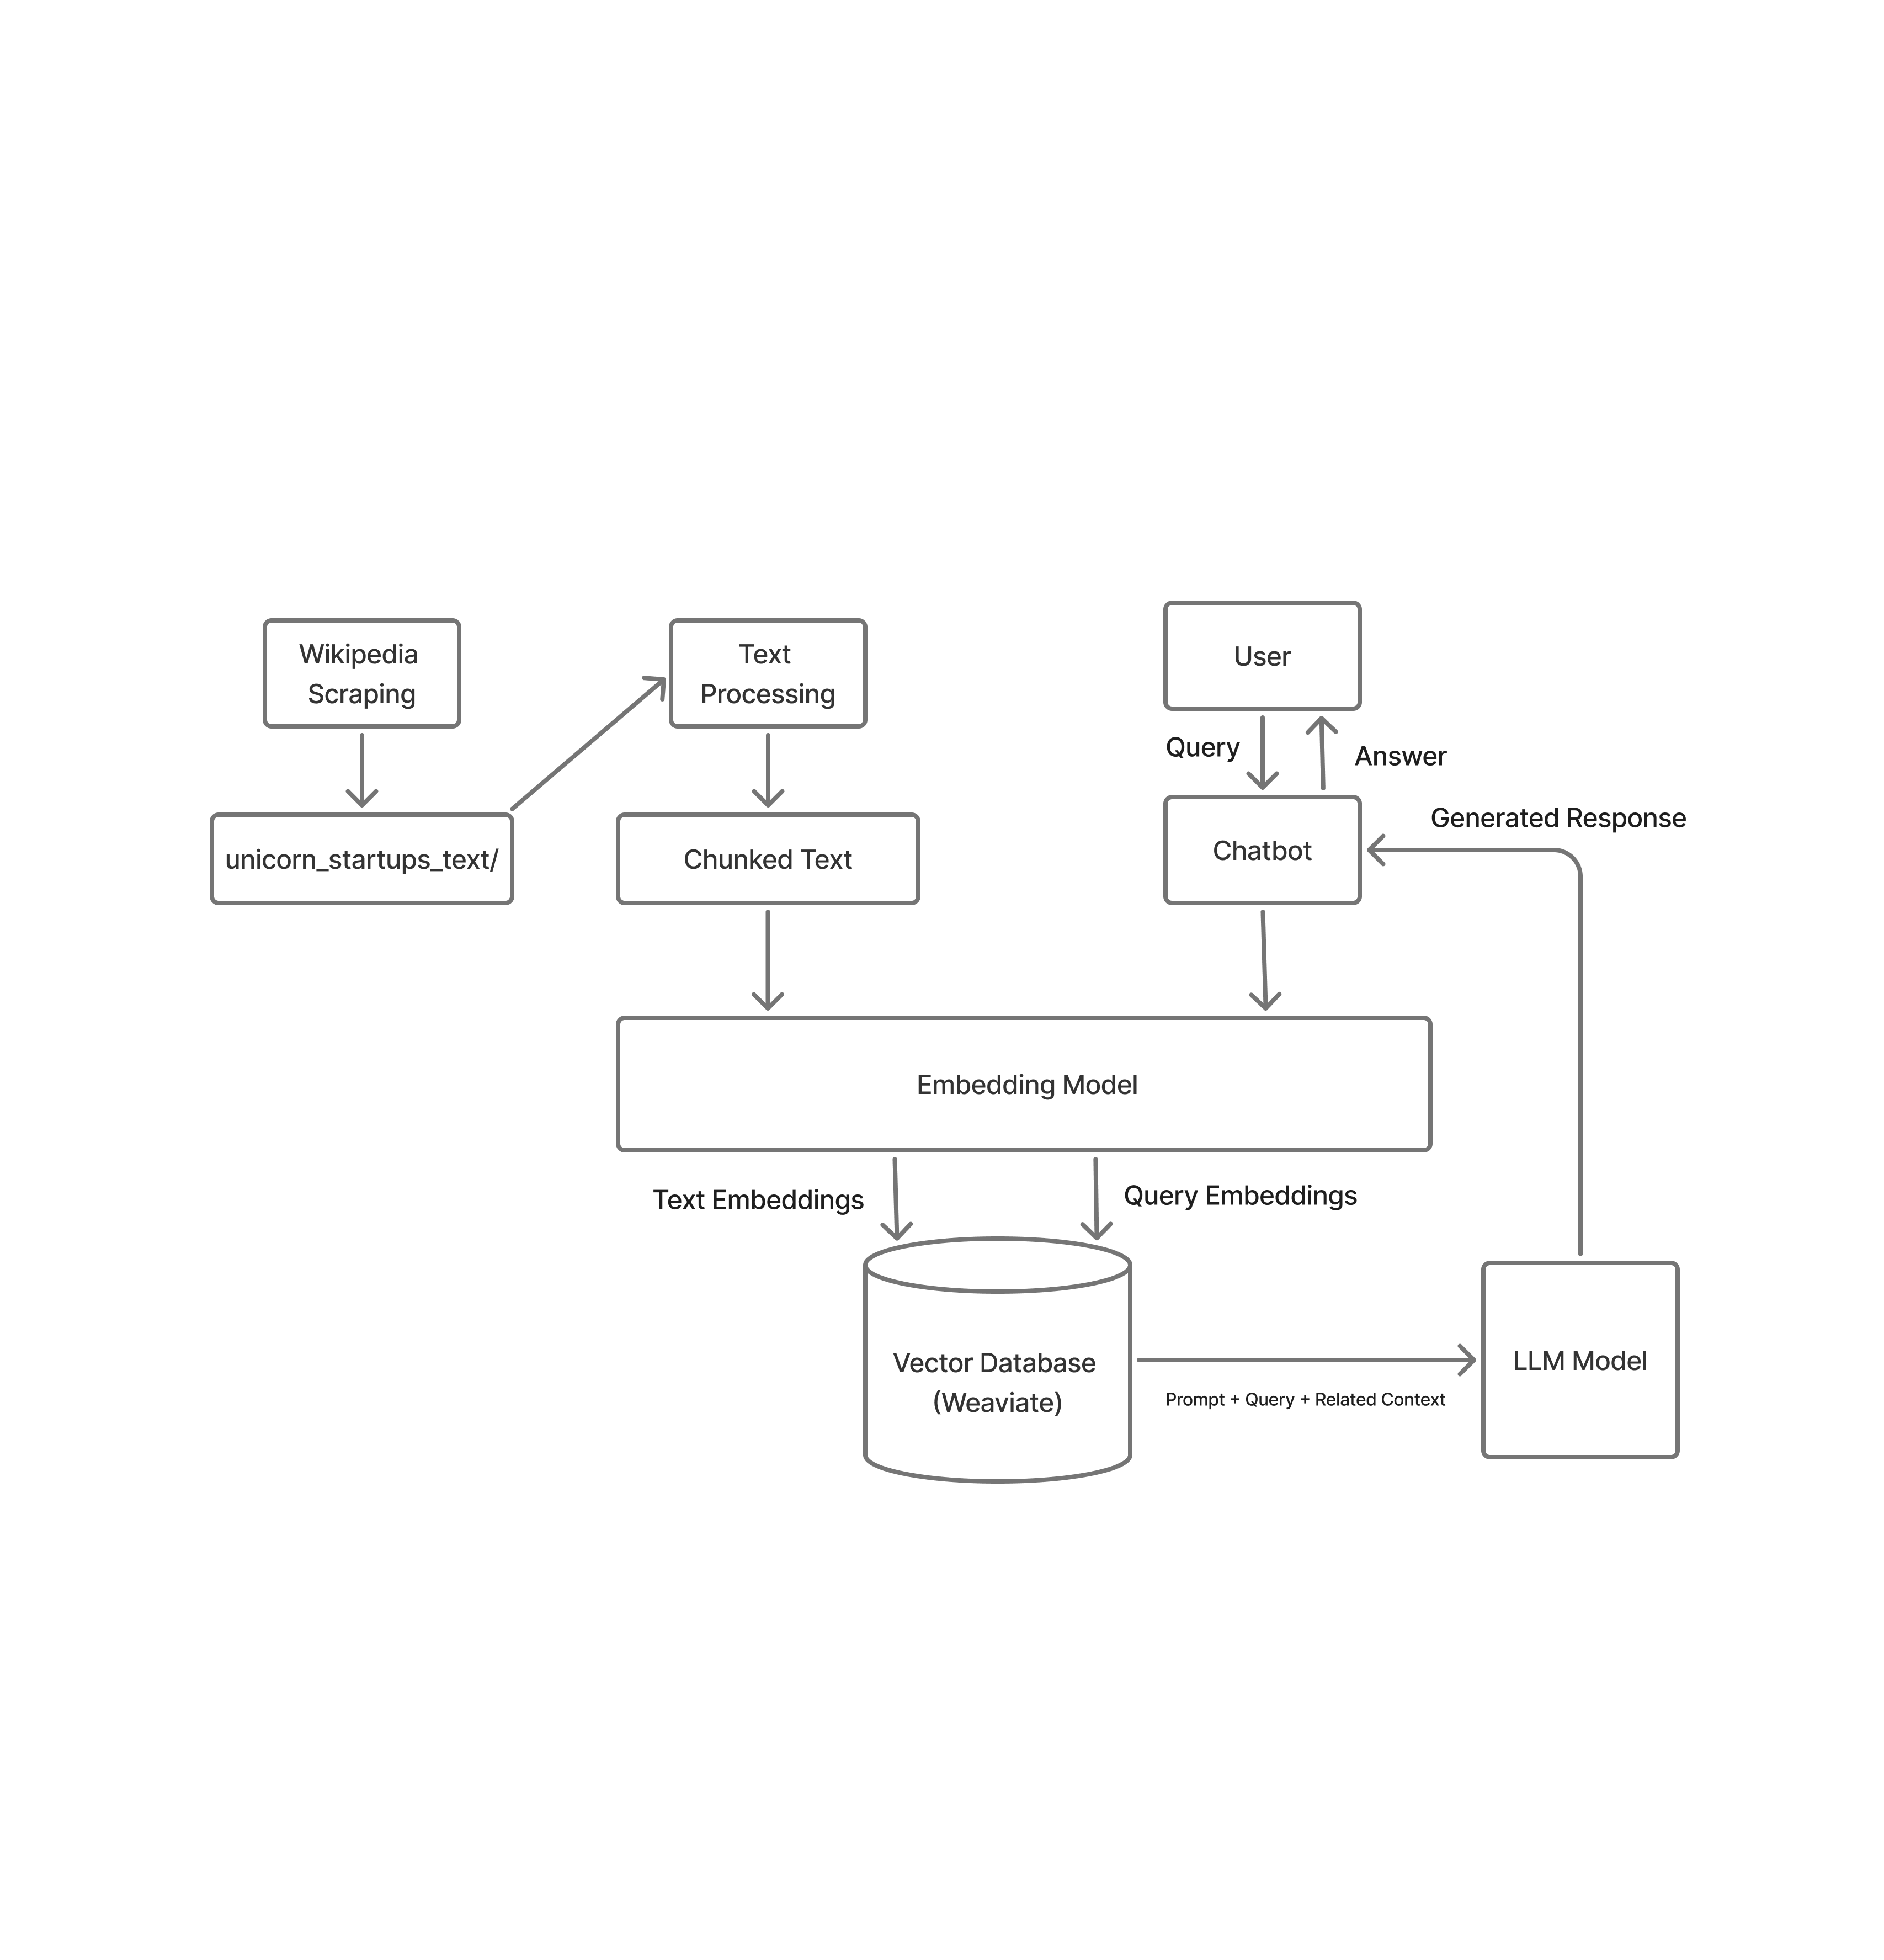 Wikipedia
Scraping
unicorn_startups_text/
Text
Processing
Chunked Text
User
Query
Answer
Chatbot
Generated Response
Embedding Model
Text Embeddings
Query Embeddings
Vector Database
(Weaviate)
Prompt + Query + Related Context
LLM Model